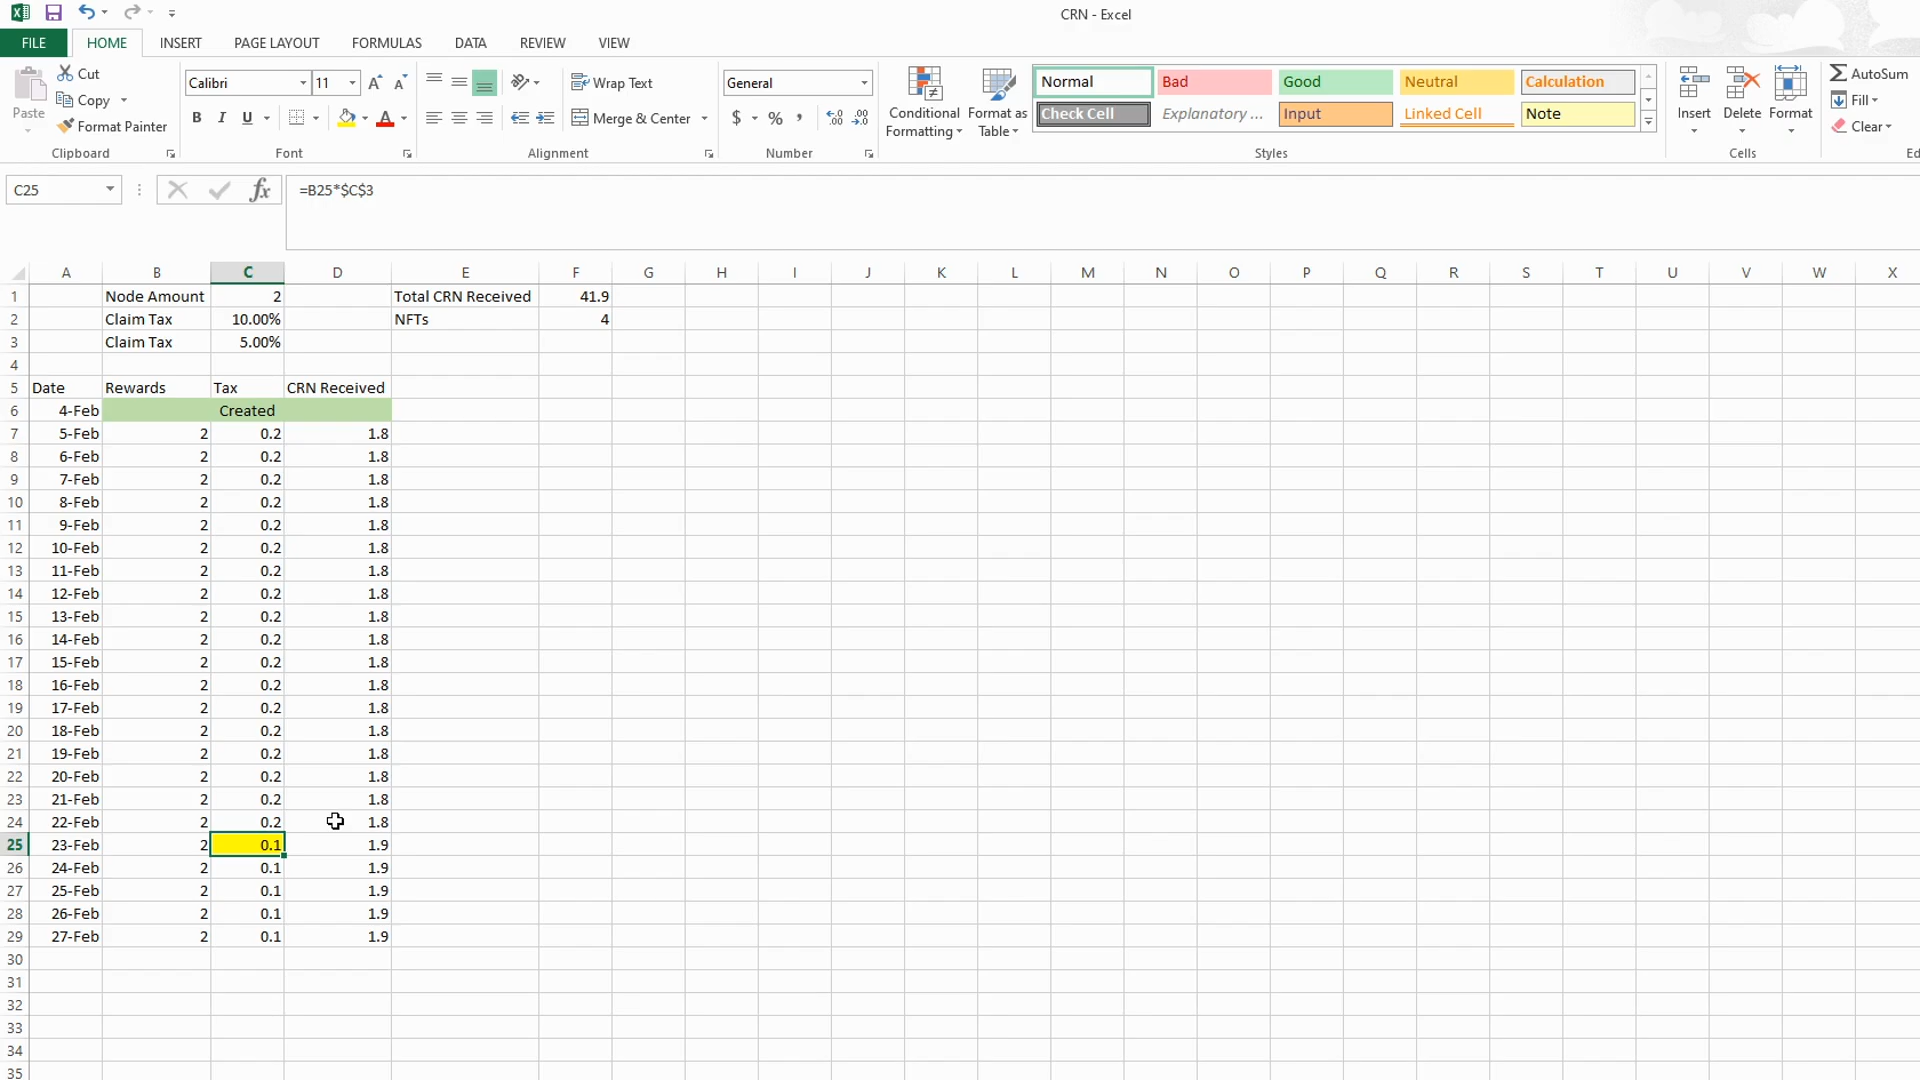 CRN - Excel
FILE HOME INSERT PAGE LAYOUT FORMULAS DATA REVIEW VIEW
Cut
Copy
Format Painter
Paste
Clipboard
Calibri 11
B I U
Font
Wrap Text
Merge & Center
Alignment
General
$ % ,
Number
Conditional Formatting
Format as Table
Normal Bad Good Neutral Calculation
Check Cell Explanatory ... Input Linked Cell Note
Styles
Insert Delete Format
Cells
AutoSum
Fill
Clear
Ed
C25 fx =B25*$C$3
A B C D E F G H I J K L M N O P Q R S T U V W X
1 Node Amount 2 Total CRN Received 41.9
2 Claim Tax 10.00% NFTs 4
3 Claim Tax 5.00%
4
5 Date Rewards Tax CRN Received
6 4-Feb Created
7 5-Feb 2 0.2 1.8
8 6-Feb 2 0.2 1.8
9 7-Feb 2 0.2 1.8
10 8-Feb 2 0.2 1.8
11 9-Feb 2 0.2 1.8
12 10-Feb 2 0.2 1.8
13 11-Feb 2 0.2 1.8
14 12-Feb 2 0.2 1.8
15 13-Feb 2 0.2 1.8
16 14-Feb 2 0.2 1.8
17 15-Feb 2 0.2 1.8
18 16-Feb 2 0.2 1.8
19 17-Feb 2 0.2 1.8
20 18-Feb 2 0.2 1.8
21 19-Feb 2 0.2 1.8
22 20-Feb 2 0.2 1.8
23 21-Feb 2 0.2 1.8
24 22-Feb 2 0.2 1.8
25 23-Feb 2 0.1 1.9
26 24-Feb 2 0.1 1.9
27 25-Feb 2 0.1 1.9
28 26-Feb 2 0.1 1.9
29 27-Feb 2 0.1 1.9
30
31
32
33
34
35